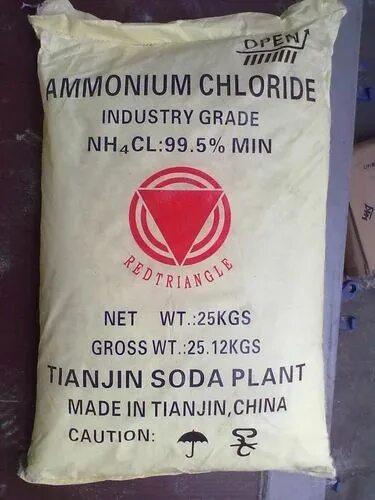 OPEN
AMMONIUM CHLORIDE
INDUSTRY GRADE
NH₄CL:99.5% MIN
REDTRIANGLE
NET WT.:25KGS
GROSS WT.:25.12KGS
TIANJIN SODA PLANT
MADE IN TIANJIN,CHINA
CAUTION: